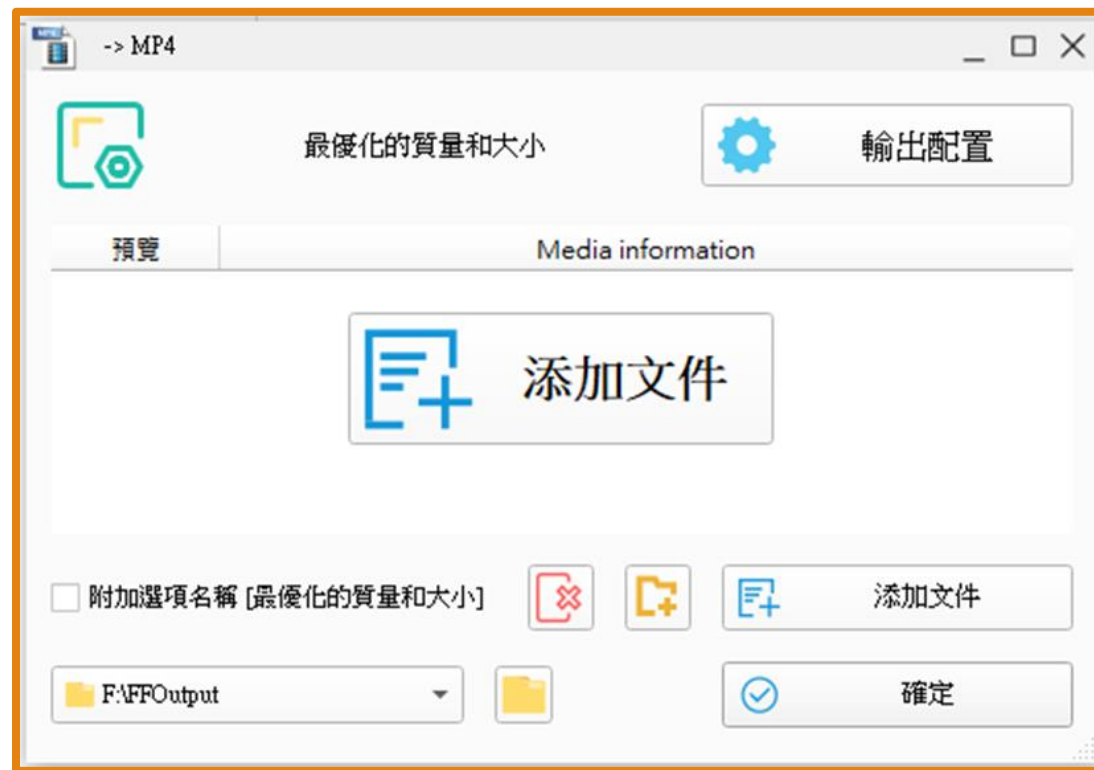 -> MP4
最優化的質量和大小
輸出配置
預覽 Media information
添加文件
附加選項名稱 [最優化的質量和大小]
添加文件
F:\FFOutput
確定